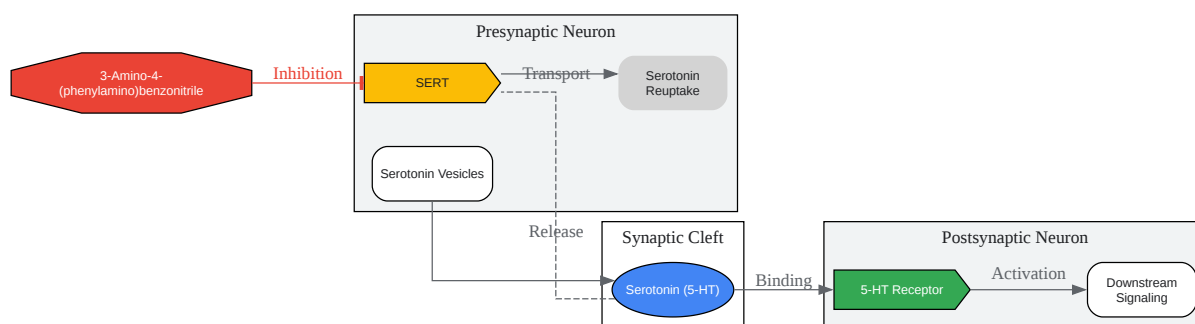 Presynaptic Neuron
3-Amino-4-
(phenylamino)benzonitrile
Inhibition
SERT
Transport
Serotonin
Reuptake
Serotonin Vesicles
Release
Synaptic Cleft
Serotonin (5-HT)
Binding
Postsynaptic Neuron
5-HT Receptor
Activation
Downstream
Signaling